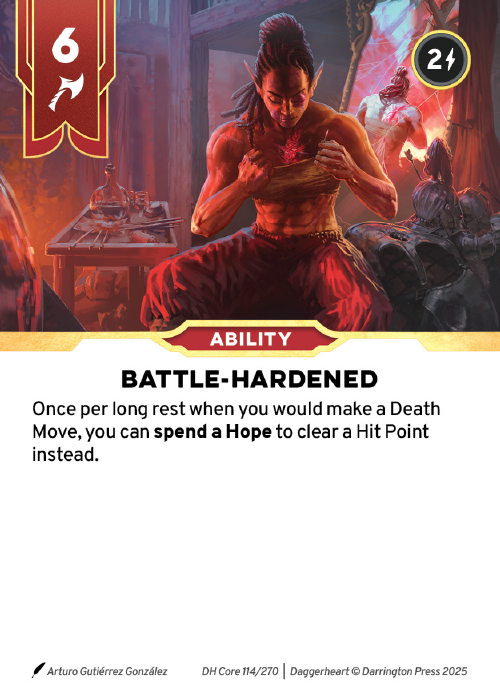 6
2
ABILITY
BATTLE-HARDENED
Once per long rest when you would make a Death
Move, you can spend a Hope to clear a Hit Point
instead.
Arturo Gutiérrez González
DH Core 114/270 | Daggerheart © Darrington Press 2025